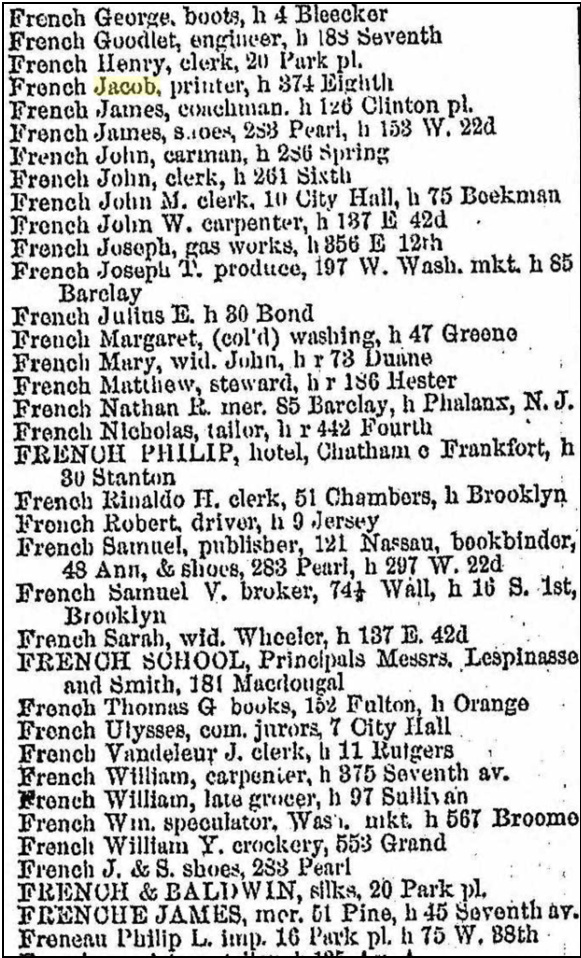 French George, boots, h 4 Bleecker
French Goodlet, engineer, h 188 Seventh
French Henry, clerk, 20 Park pl.
French Jacob, printer, h 374 Eighth
French James, coachman. h 126 Clinton pl.
French James, shoes, 283 Pearl, h 153 W. 22d
French John, carman, h 286 Spring
French John, clerk, h 261 Sixth
French John M. clerk, 10 City Hall, h 75 Beekman
French John W. carpenter, h 137 E 42d
French Joseph, gas works, h 356 E 12th
French Joseph T. produce, 197 W. Wash. mkt. h 85
Barclay
French Julius E. h 30 Bond
French Margaret, (col'd) washing, h 47 Greene
French Mary, wid. John, h r 73 Duane
French Matthew, steward, h r 186 Hester
French Nathan R. mer. 85 Barclay, h Phalanx, N. J.
French Nicholas, tailor, h r 442 Fourth
FRENCH PHILIP, hotel, Chatham c Frankfort, h
30 Stanton
French Rinaldo H. clerk, 51 Chambers, h Brooklyn
French Robert, driver, h 9 Jersey
French Samuel, publisher, 121 Nassau, bookbinder,
48 Ann, & shoes, 283 Pearl, h 297 W. 22d
French Samuel V. broker, 74½ Wall, h 16 S. 1st,
Brooklyn
French Sarah, wid. Wheeler, h 137 E. 42d
FRENCH SCHOOL, Principals Messrs. Lespinasse
and Smith, 181 Macdougal
French Thomas G books, 152 Fulton, h Orange
French Ulysses, com. jurors, 7 City Hall
French Vandeleur J. clerk, h 11 Rutgers
French William, carpenter, h 375 Seventh av.
French William, late grocer, h 97 Sullivan
French Wm. speculator, Wash. mkt. h 567 Broome
French William Y. crockery, 553 Grand
French J. & S. shoes, 283 Pearl
FRENCH & BALDWIN, silks, 20 Park pl.
FRENCHE JAMES, mer. 51 Pine, h 45 Seventh av.
Freneau Philip L. imp. 16 Park pl. h 75 W. 38th